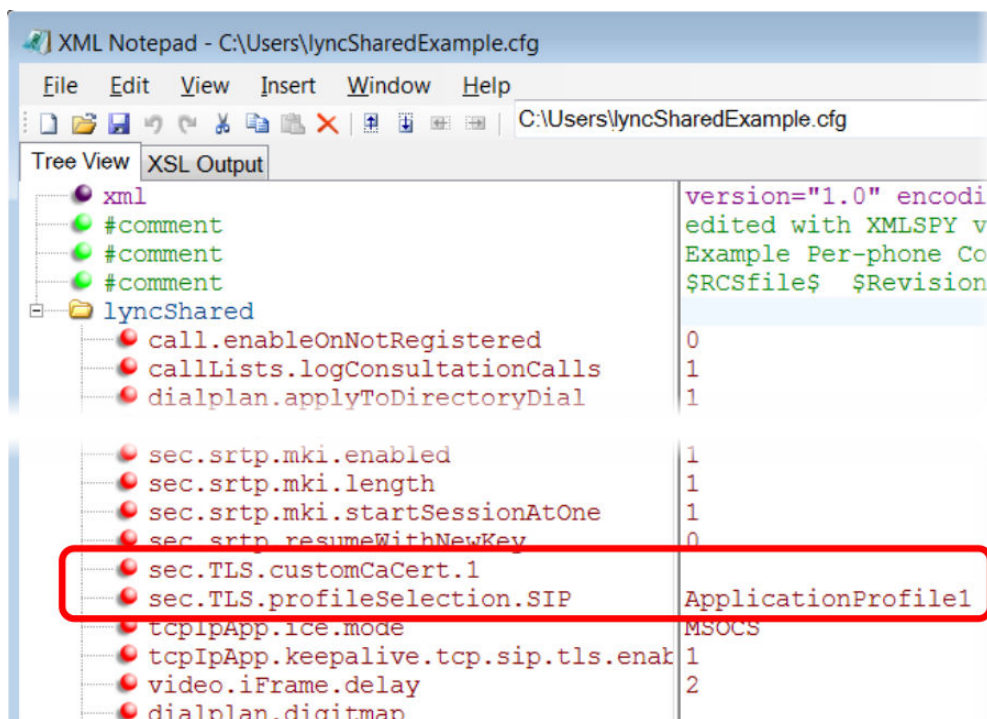 XML Notepad - C:\Users\lyncSharedExample.cfg
File Edit View Insert Window Help
C:\Users\lyncSharedExample.cfg
Tree View XSL Output
xml version="1.0" encodi
#comment edited with XMLSPY v
#comment Example Per-phone Co
#comment $RCSfile$ $Revision
lyncShared
call.enableOnNotRegistered 0
callLists.logConsultationCalls 1
dialplan.applyToDirectoryDial 1
sec.srtp.mki.enabled 1
sec.srtp.mki.length 1
sec.srtp.mki.startSessionAtOne 1
sec.srtp.resumeWithNewKey 0
sec.TLS.customCaCert.1
sec.TLS.profileSelection.SIP ApplicationProfile1
tcpIpApp.ice.mode MSOCS
tcpIpApp.keepalive.tcp.sip.tls.enab 1
video.iFrame.delay 2
dialplan.digitmap